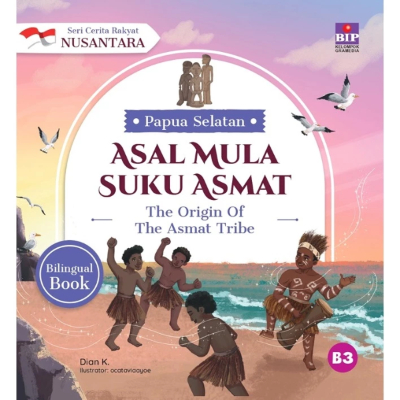 Seri Cerita Rakyat
NUSANTARA
BIP
KELOMPOK
GRAMEDIA
• Papua Selatan •
ASAL MULA
SUKU ASMAT
The Origin Of
The Asmat Tribe
Bilingual
Book
Dian K.
Ilustrator: ocataviaayoe
B3